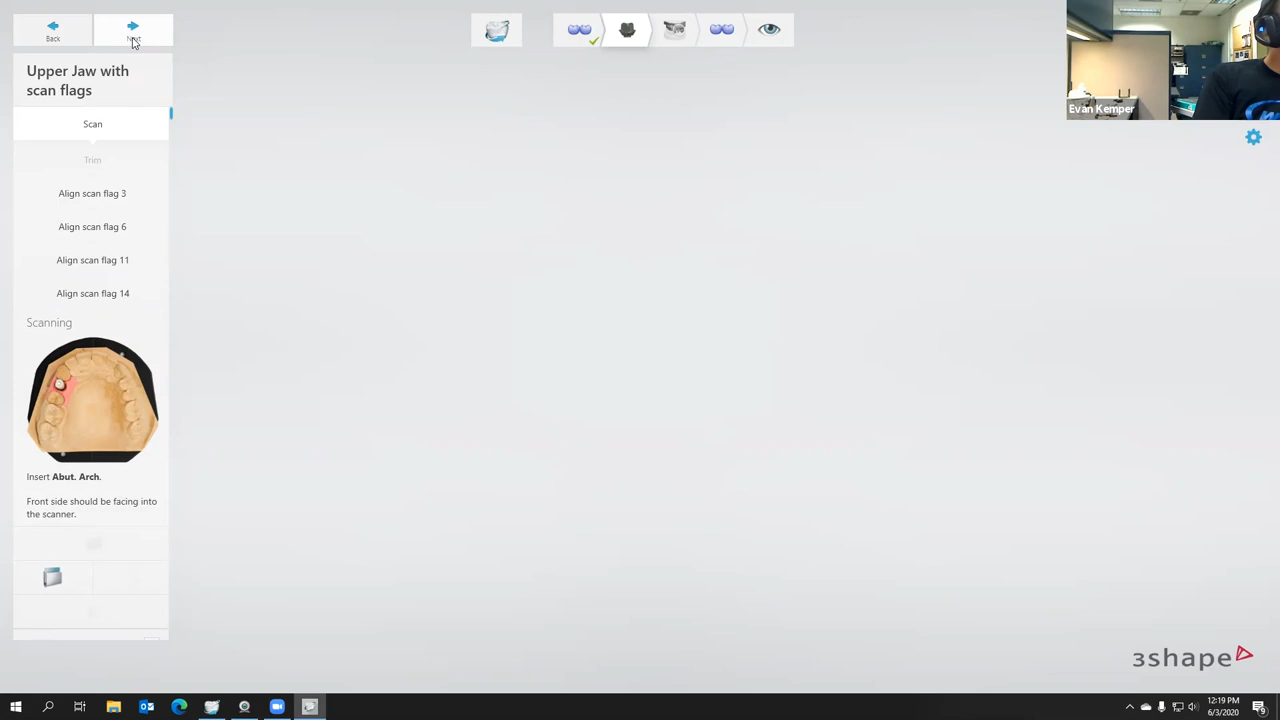 Back
Next
Evan Kemper
Upper Jaw with
scan flags
Scan
Trim
Align scan flag 3
Align scan flag 6
Align scan flag 11
Align scan flag 14
Scanning
Insert Abut. Arch.
Front side should be facing into
the scanner.
3shape
12:19 PM
6/3/2020